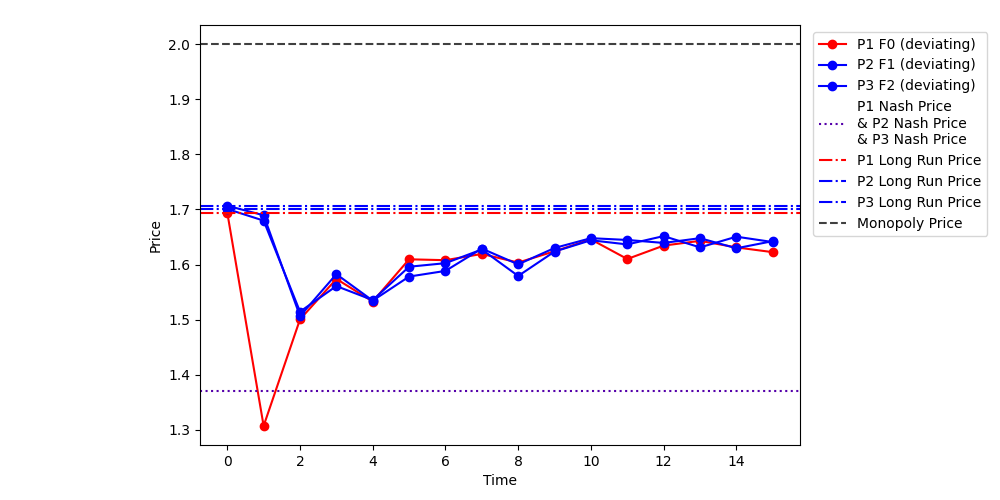 2.0
1.9
1.8
1.7
1.6
1.5
1.4
1.3
Price
0 2 4 6 8 10 12 14
Time
P1 F0 (deviating)
P2 F1 (deviating)
P3 F2 (deviating)
P1 Nash Price
& P2 Nash Price
& P3 Nash Price
P1 Long Run Price
P2 Long Run Price
P3 Long Run Price
Monopoly Price